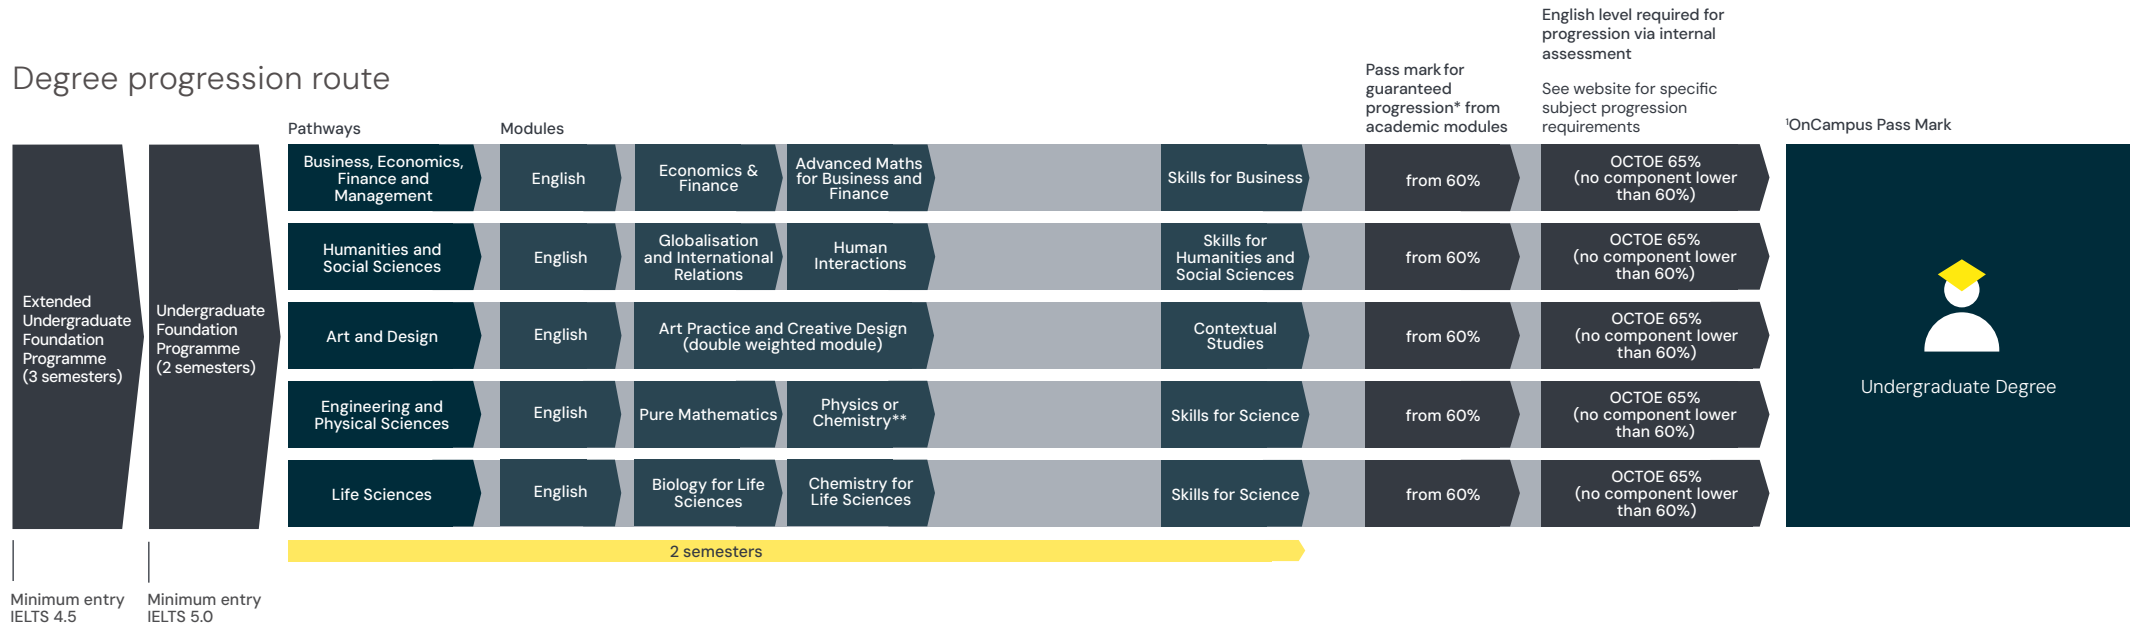 Degree progression route
Pathways
Modules
Pass mark for
guaranteed
progression* from
academic modules
English level required for
progression via internal
assessment
See website for specific
subject progression
requirements
¹OnCampus Pass Mark
Extended
Undergraduate
Foundation
Programme
(3 semesters)
Undergraduate
Foundation
Programme
(2 semesters)
Business, Economics,
Finance and
Management
English
Economics &
Finance
Advanced Maths
for Business and
Finance
Skills for Business
from 60%
OCTOE 65%
(no component lower
than 60%)
Humanities and
Social Sciences
English
Globalisation
and International
Relations
Human
Interactions
Skills for
Humanities and
Social Sciences
from 60%
OCTOE 65%
(no component lower
than 60%)
Art and Design
English
Art Practice and Creative Design
(double weighted module)
Contextual
Studies
from 60%
OCTOE 65%
(no component lower
than 60%)
Engineering and
Physical Sciences
English
Pure Mathematics
Physics or
Chemistry**
Skills for Science
from 60%
OCTOE 65%
(no component lower
than 60%)
Life Sciences
English
Biology for Life
Sciences
Chemistry for
Life Sciences
Skills for Science
from 60%
OCTOE 65%
(no component lower
than 60%)
Undergraduate Degree
2 semesters
Minimum entry
IELTS 4.5
Minimum entry
IELTS 5.0